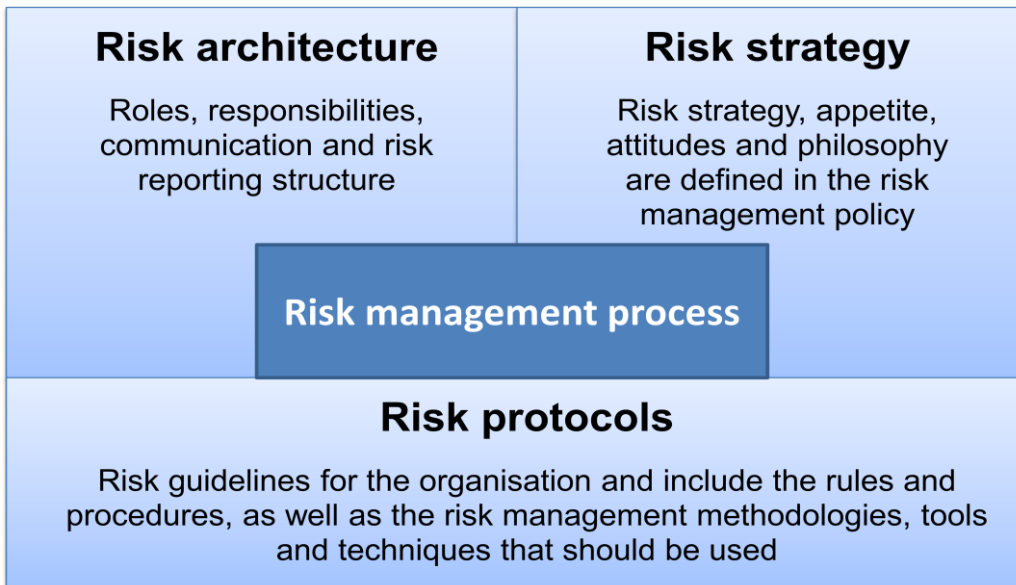 Risk architecture
Roles, responsibilities,
communication and risk
reporting structure
Risk strategy
Risk strategy, appetite,
attitudes and philosophy
are defined in the risk
management policy
Risk management process
Risk protocols
Risk guidelines for the organisation and include the rules and
procedures, as well as the risk management methodologies, tools
and techniques that should be used